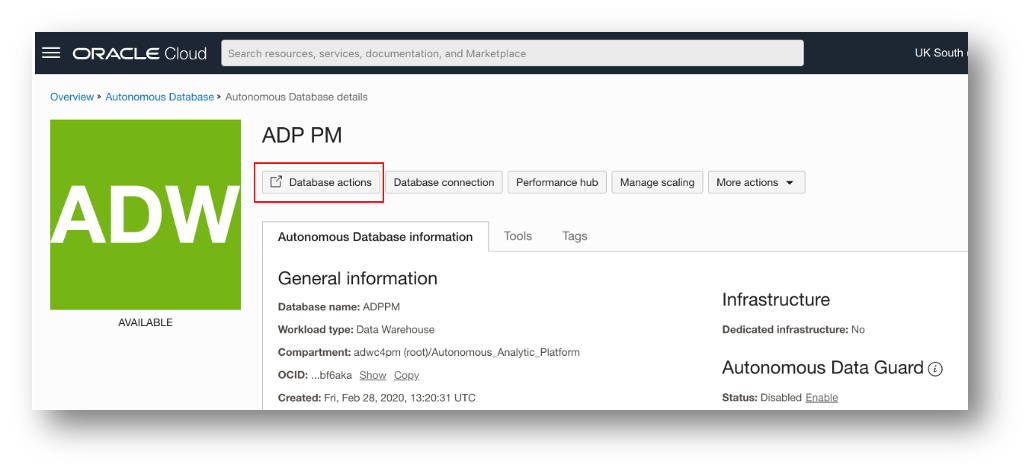 ORACLE Cloud
Search resources, services, documentation, and Marketplace
UK South
Overview » Autonomous Database » Autonomous Database details
ADW
AVAILABLE
ADP PM
Database actions
Database connection
Performance hub
Manage scaling
More actions
Autonomous Database information
Tools
Tags
General information
Database name: ADPPM
Workload type: Data Warehouse
Compartment: adwc4pm (root)/Autonomous_Analytic_Platform
OCID: ...bf6aka Show Copy
Created: Fri, Feb 28, 2020, 13:20:31 UTC
Infrastructure
Dedicated infrastructure: No
Autonomous Data Guard i
Status: Disabled Enable